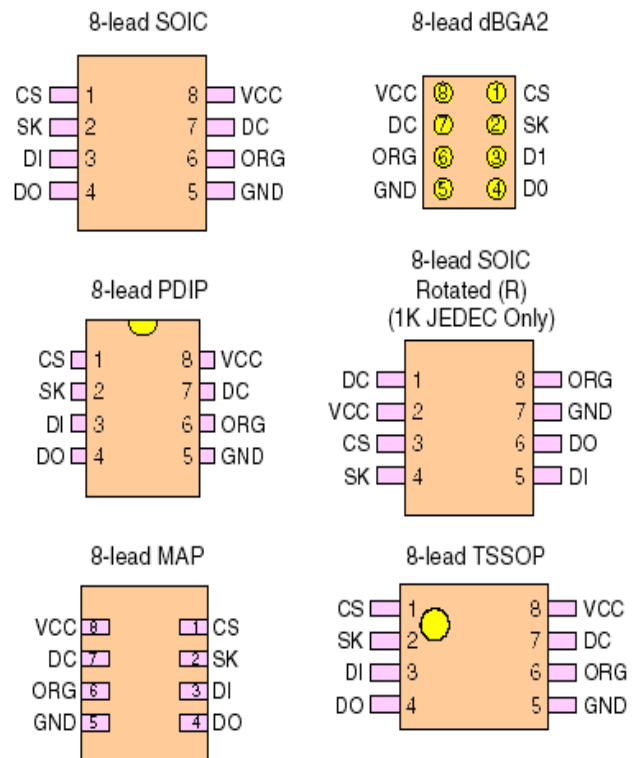 8-lead SOIC
CS 1 8 VCC
SK 2 7 DC
DI 3 6 ORG
DO 4 5 GND
8-lead dBGA2
VCC 8 1 CS
DC 7 2 SK
ORG 6 3 D1
GND 5 4 D0
8-lead PDIP
CS 1 8 VCC
SK 2 7 DC
DI 3 6 ORG
DO 4 5 GND
8-lead SOIC
Rotated (R)
(1K JEDEC Only)
DC 1 8 ORG
VCC 2 7 GND
CS 3 6 DO
SK 4 5 DI
8-lead MAP
VCC 8 1 CS
DC 7 2 SK
ORG 6 3 DI
GND 5 4 DO
8-lead TSSOP
CS 1 8 VCC
SK 2 7 DC
DI 3 6 ORG
DO 4 5 GND